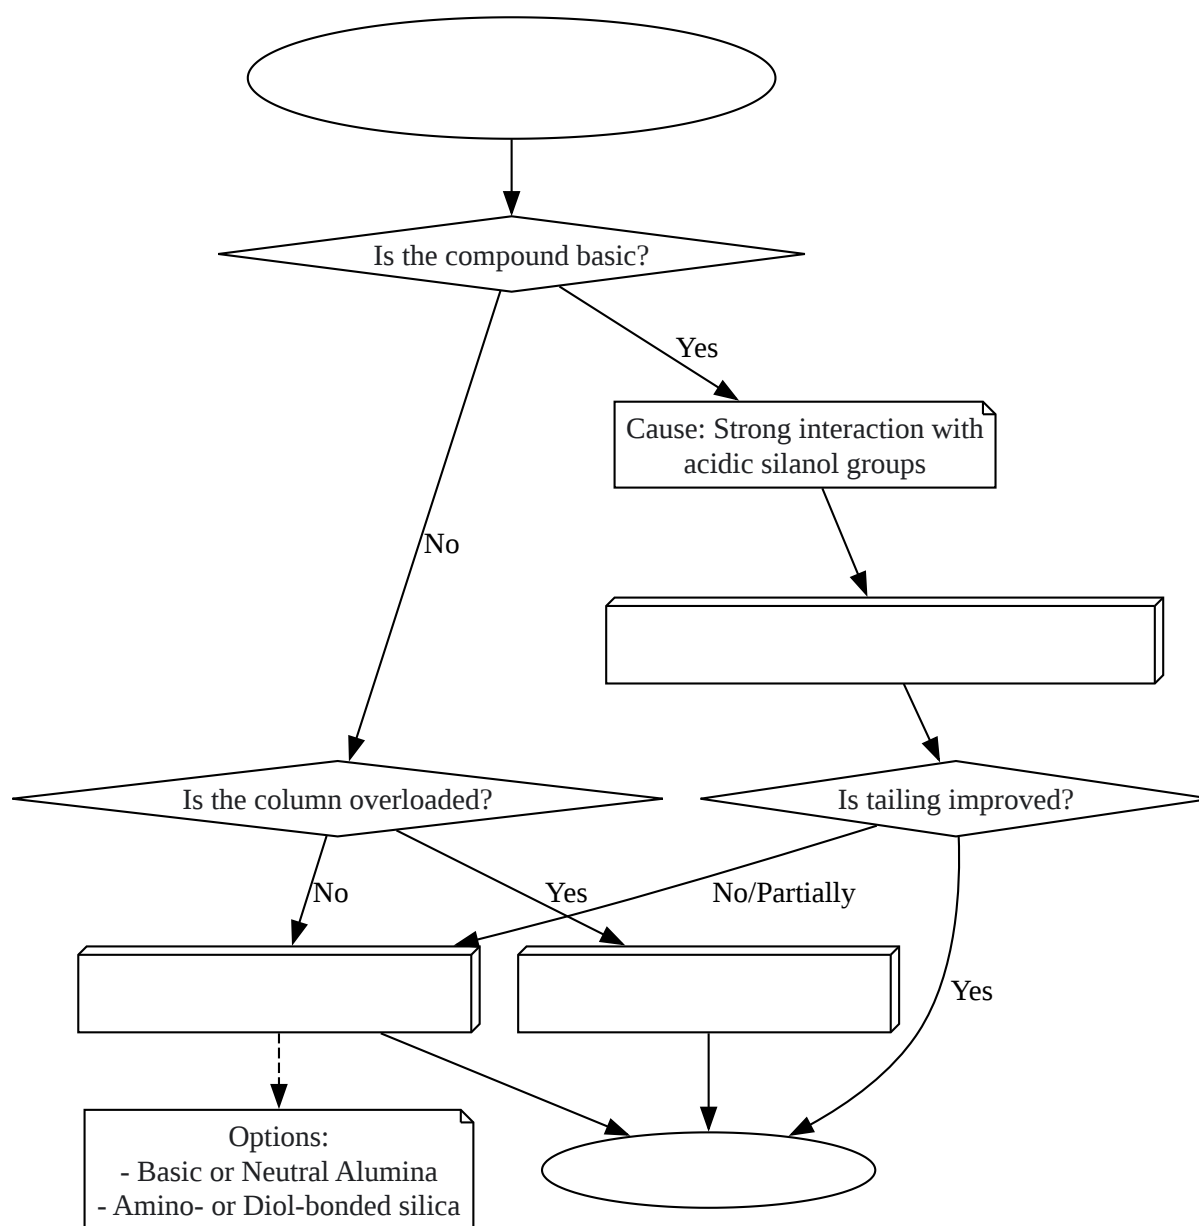 Is the compound basic?
Yes
Cause: Strong interaction with
acidic silanol groups
No
Is the column overloaded?
Is tailing improved?
No
Yes
No/Partially
Yes
Options:
- Basic or Neutral Alumina
- Amino- or Diol-bonded silica